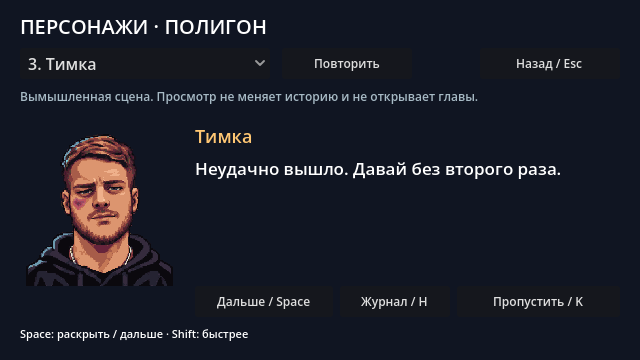 ПЕРСОНАЖИ · ПОЛИГОН
3. Тимка
Повторить
Назад / Esc
Вымышленная сцена. Просмотр не меняет историю и не открывает главы.
Тимка
Неудачно вышло. Давай без второго раза.
Дальше / Space
Журнал / H
Пропустить / K
Space: раскрыть / дальше · Shift: быстрее